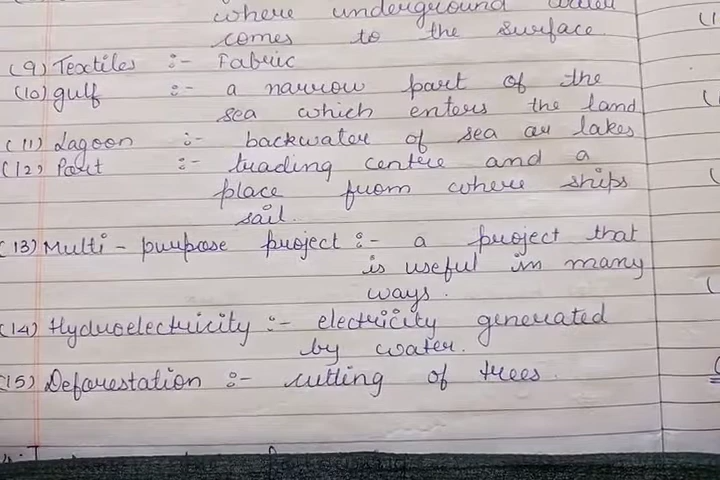 where underground water
comes to the surface
(9) Textiles :- Fabric
(10) gulf :- a narrow part of the
sea which enters the land
(11) Lagoon :- backwater of sea or lakes
(12) Port :- trading centre and a
place from where ships
sail.
(13) Multi-purpose project :- a project that
is useful in many
ways.
(14) Hydroelectricity :- electricity generated
by water.
(15) Deforestation :- cutting of trees.